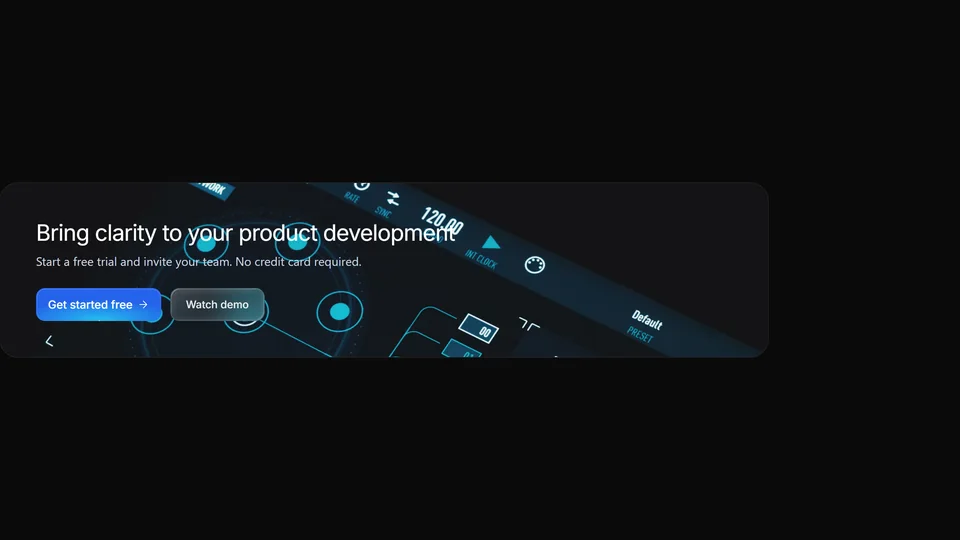 WORK
RATE
SYNC
120.00
INT. CLOCK
Bring clarity to your product development
Start a free trial and invite your team. No credit card required.
Get started free →
Watch demo
Default
PRESET
00